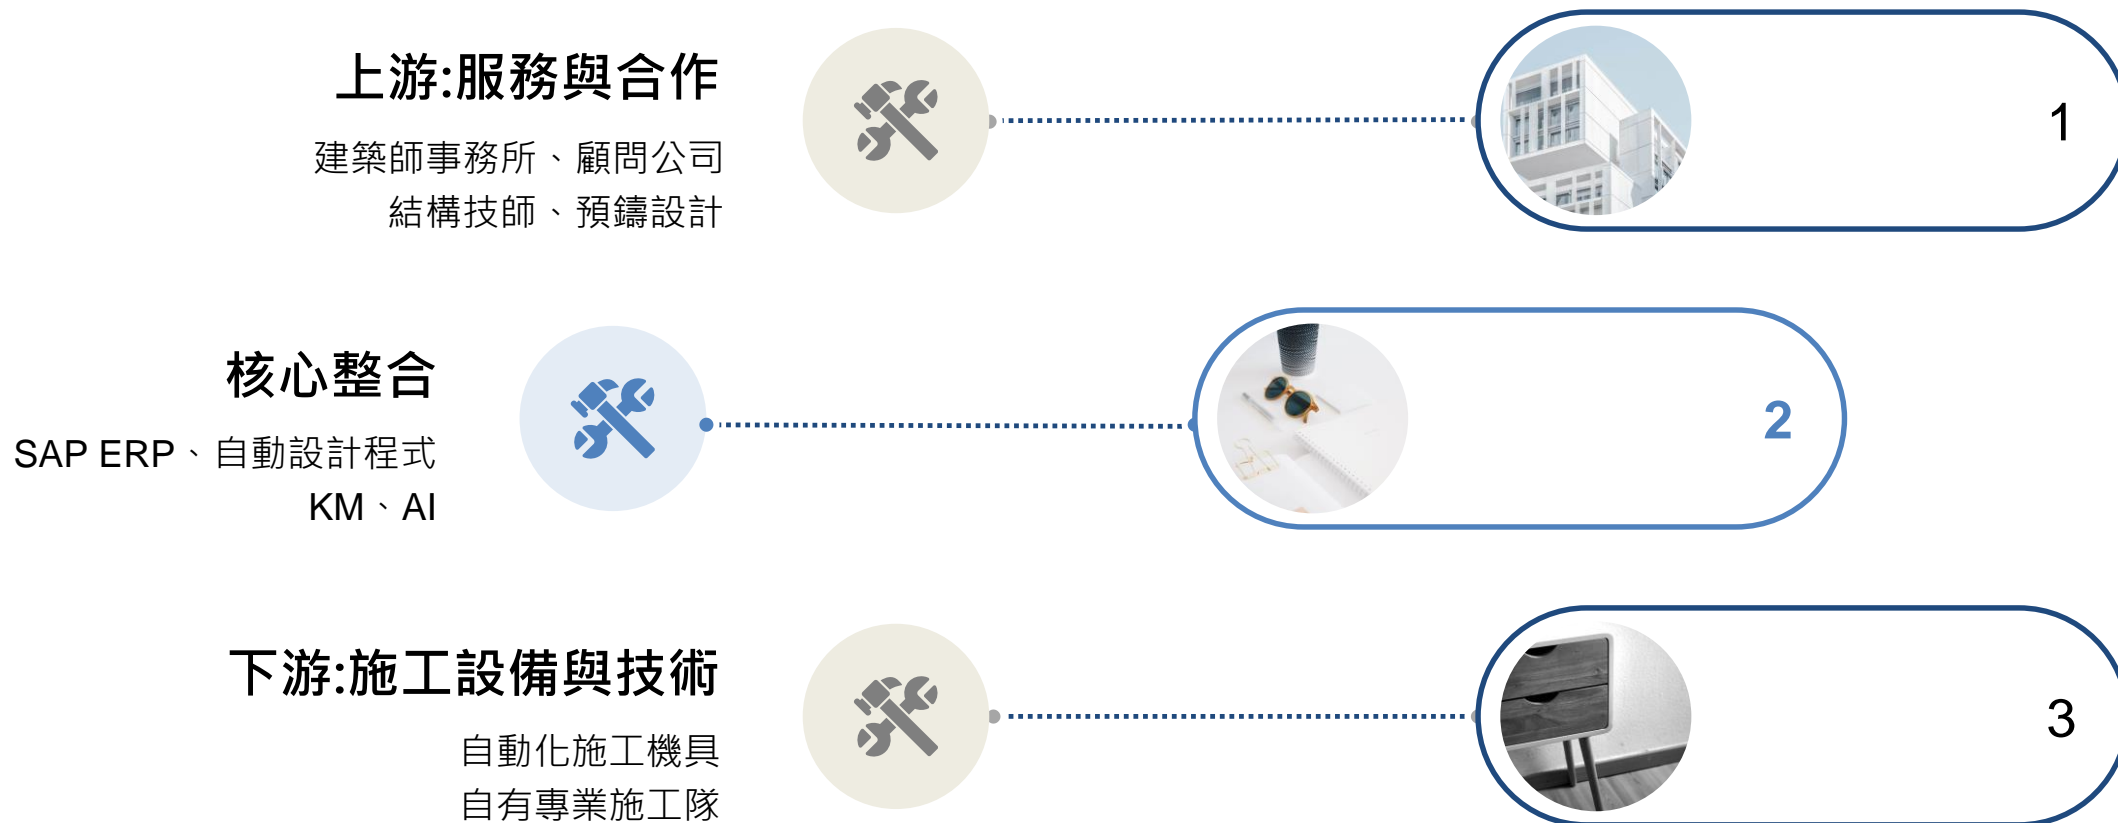 上游:服務與合作
建築師事務所、顧問公司
結構技師、預鑄設計
1
核心整合
SAP ERP、自動設計程式
KM、AI
2
下游:施工設備與技術
自動化施工機具
自有專業施工隊
3